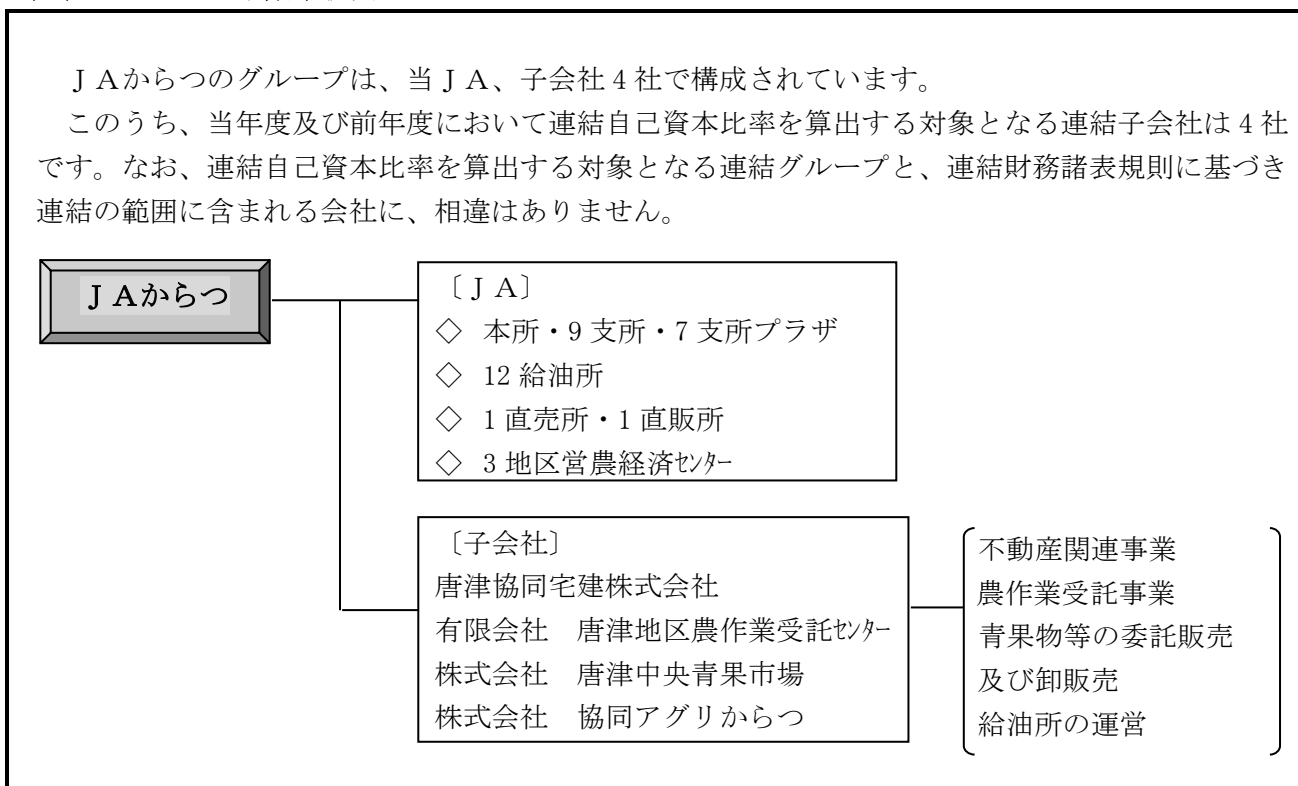 ＪＡからつのグループは、当ＪＡ、子会社４社で構成されています。
このうち、当年度及び前年度において連結自己資本比率を算出する対象となる連結子会社は４社
です。なお、連結自己資本比率を算出する対象となる連結グループと、連結財務諸表規則に基づき
連結の範囲に含まれる会社に、相違はありません。
ＪＡからつ
〔ＪＡ〕
◇ 本所・9 支所・7 支所プラザ
◇ 12 給油所
◇ 1 直売所・1 直販所
◇ 3 地区営農経済ｾﾝﾀｰ
〔子会社〕
唐津協同宅建株式会社
有限会社　唐津地区農作業受託ｾﾝﾀｰ
株式会社　唐津中央青果市場
株式会社　協同アグリからつ
不動産関連事業
農作業受託事業
青果物等の委託販売
及び卸販売
給油所の運営